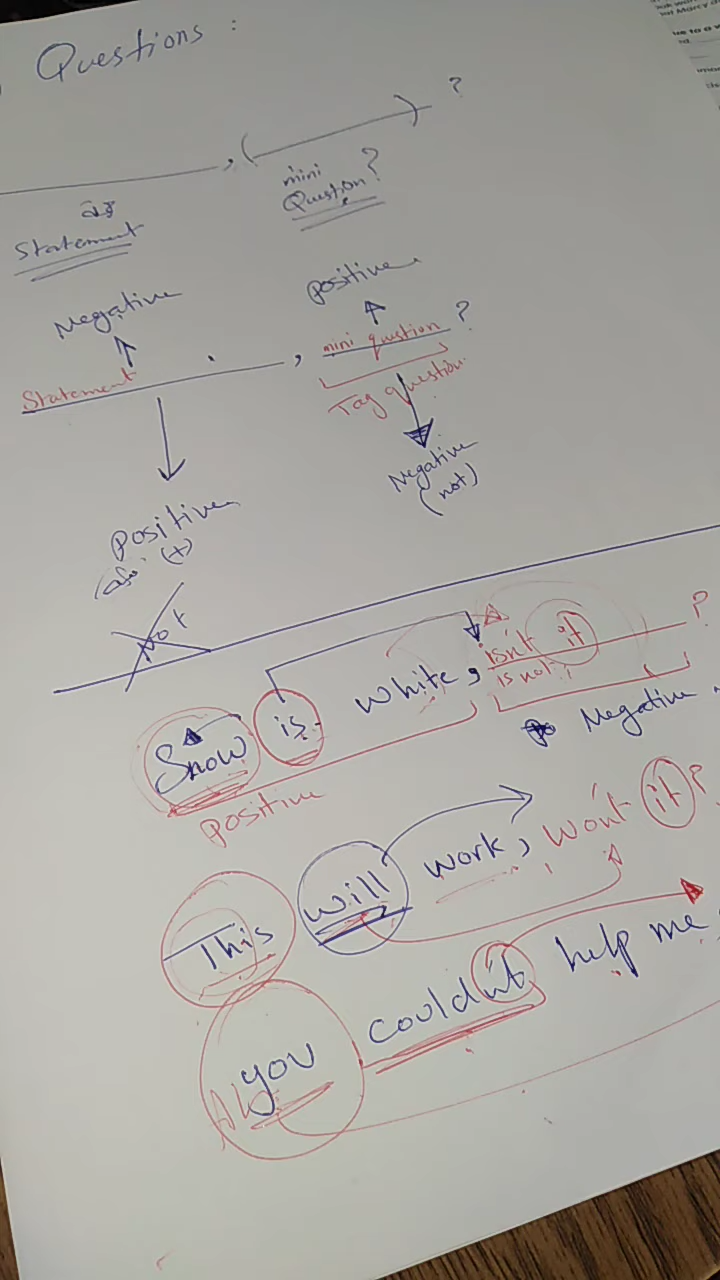 Questions :
, ( ) ?
mini
Statement
Question?
Negative
positive
Statement , mini qustion ?
Tag question
Positive
(+)
Negative
(not)
Not
Snow is white, isn't it ?
is not
positive
Negative
This will work, won't it?
you couldn't help me